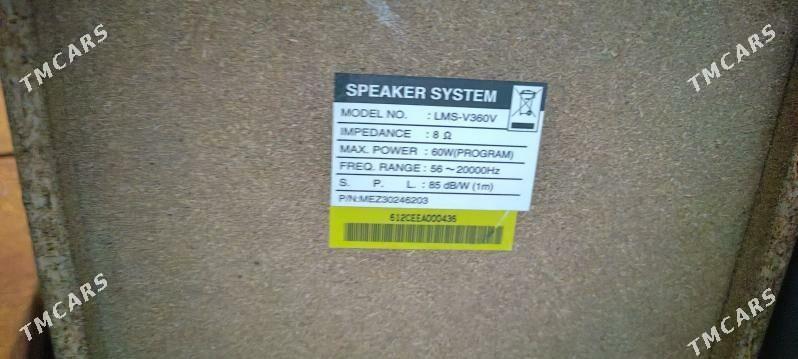 TMCARS
TMCARS
SPEAKER SYSTEM
MODEL NO. : LMS-V360V
IMPEDANCE : 8 Ω
MAX. POWER : 60W(PROGRAM)
FREQ. RANGE : 56 ~ 20000Hz
S. P. L. : 85 dB/W (1m)
P/N:MEZ30246203
612CEEA000436
TMCARS
TMCARS